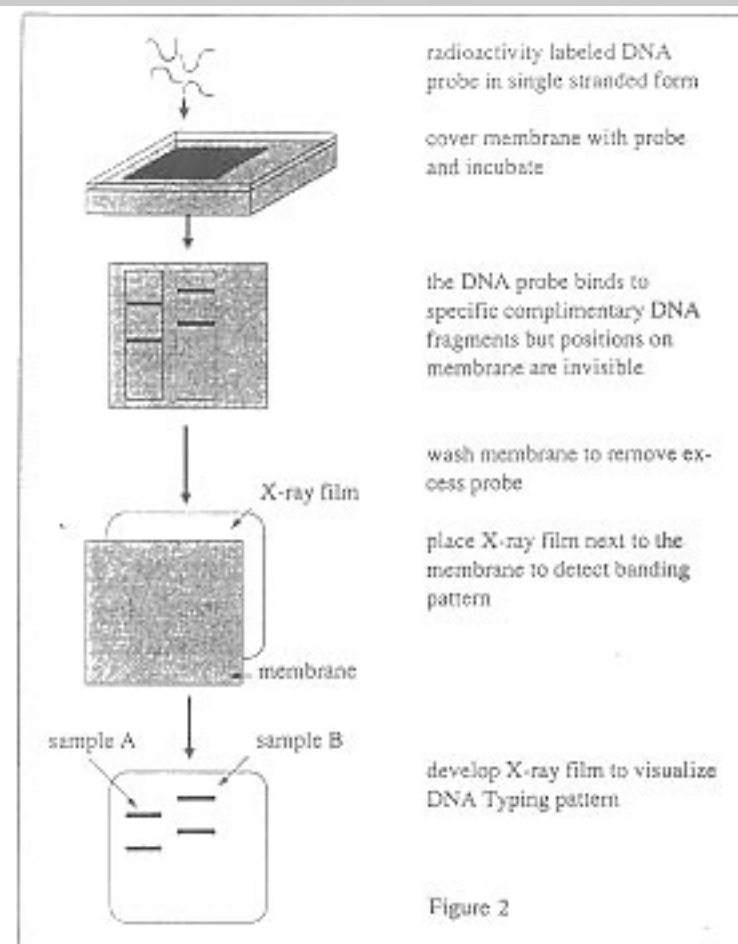 radioactivity labeled DNA
probe in single stranded form
cover membrane with probe
and incubate
the DNA probe binds to
specific complimentary DNA
fragments but positions on
membrane are invisible
wash membrane to remove ex-
cess probe
X-ray film
place X-ray film next to the
membrane to detect banding
pattern
membrane
sample A
sample B
develop X-ray film to visualize
DNA Typing pattern
Figure 2